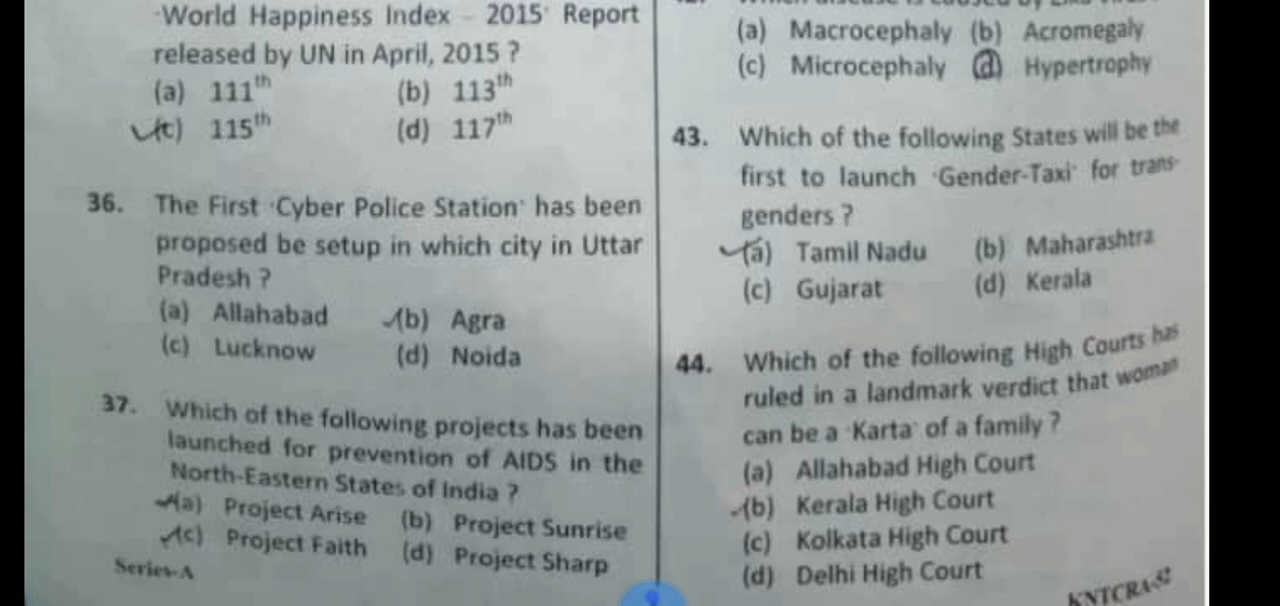 ‘World Happiness Index - 2015’ Report
released by UN in April, 2015 ?
(a) 111th (b) 113th
(c) 115th (d) 117th
36. The First ‘Cyber Police Station’ has been
proposed be setup in which city in Uttar
Pradesh ?
(a) Allahabad (b) Agra
(c) Lucknow (d) Noida
37. Which of the following projects has been
launched for prevention of AIDS in the
North-Eastern States of India ?
(a) Project Arise (b) Project Sunrise
(c) Project Faith (d) Project Sharp
Series-A
(a) Macrocephaly (b) Acromegaly
(c) Microcephaly (d) Hypertrophy
43. Which of the following States will be the
first to launch ‘Gender-Taxi’ for trans-
genders ?
(a) Tamil Nadu (b) Maharashtra
(c) Gujarat (d) Kerala
44. Which of the following High Courts has
ruled in a landmark verdict that woman
can be a ‘Karta’ of a family ?
(a) Allahabad High Court
(b) Kerala High Court
(c) Kolkata High Court
(d) Delhi High Court
KNTCRA-52